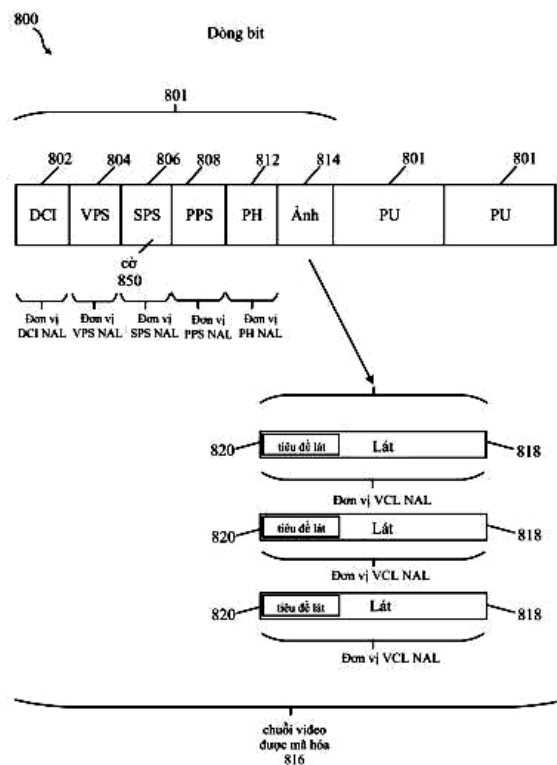 800
Dòng bit
801
802 804 806 808 812 814 801 801
DCI VPS SPS PPS PH Ảnh PU PU
cờ
850
Đơn vị DCI NAL
Đơn vị VPS NAL
Đơn vị SPS NAL
Đơn vị PPS NAL
Đơn vị PH NAL
820 tiêu đề lát Lát 818
Đơn vị VCL NAL
820 tiêu đề lát Lát 818
Đơn vị VCL NAL
820 tiêu đề lát Lát 818
Đơn vị VCL NAL
chuỗi video
được mã hóa
816